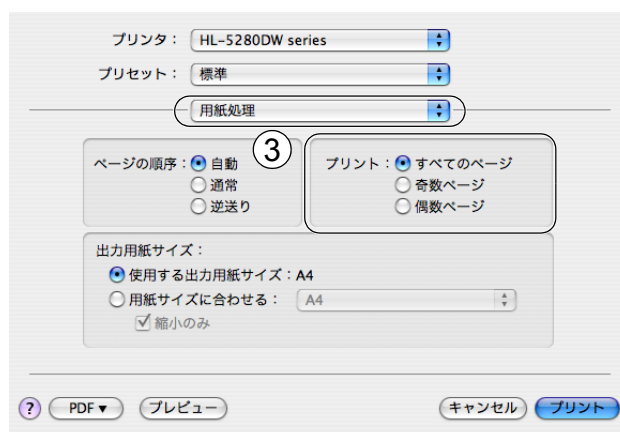 プリンタ： HL-5280DW series
プリセット： 標準
用紙処理
ページの順序： 自動 ③ プリント： すべてのページ
通常 奇数ページ
逆送り 偶数ページ
出力用紙サイズ：
使用する出力用紙サイズ：A4
用紙サイズに合わせる： A4
縮小のみ
? PDF▼ プレビュー キャンセル プリント